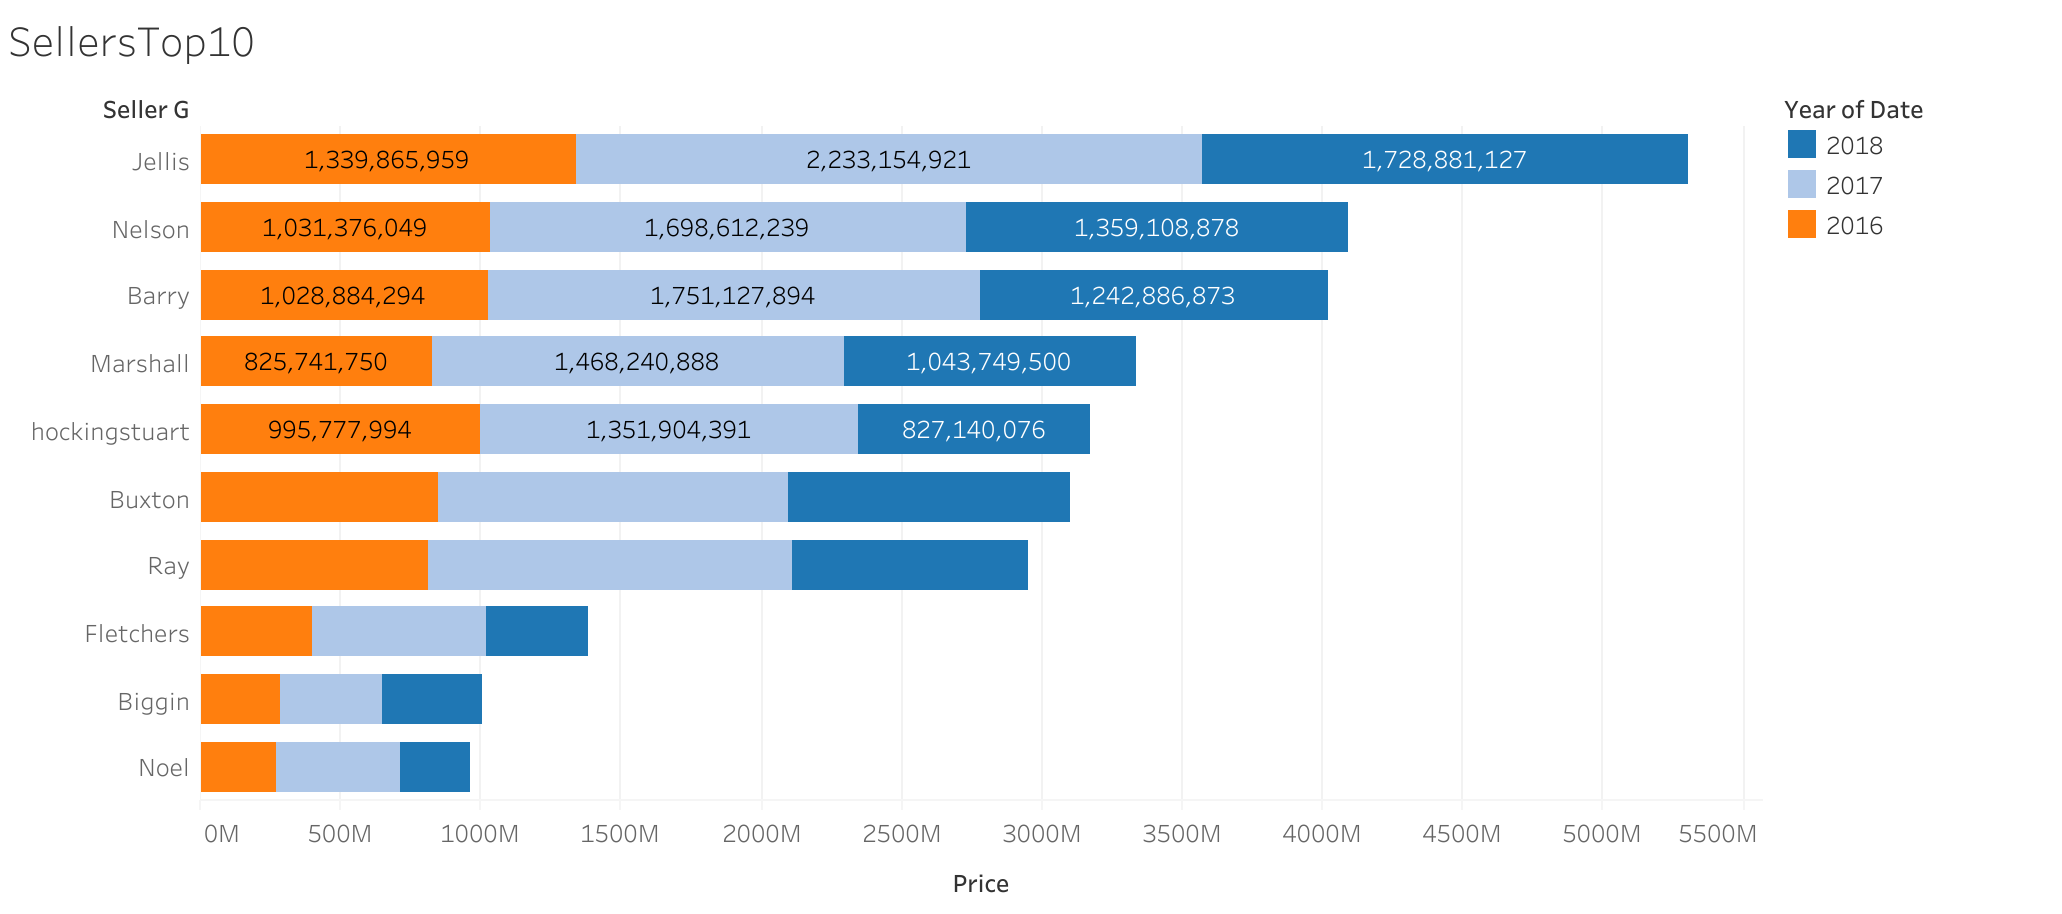 SellersTop10
Seller G
Jellis 1,339,865,959 2,233,154,921 1,728,881,127
Nelson 1,031,376,049 1,698,612,239 1,359,108,878
Barry 1,028,884,294 1,751,127,894 1,242,886,873
Marshall 825,741,750 1,468,240,888 1,043,749,500
hockingstuart 995,777,994 1,351,904,391 827,140,076
Buxton
Ray
Fletchers
Biggin
Noel
0M 500M 1000M 1500M 2000M 2500M 3000M 3500M 4000M 4500M 5000M 5500M
Price
Year of Date
2018
2017
2016